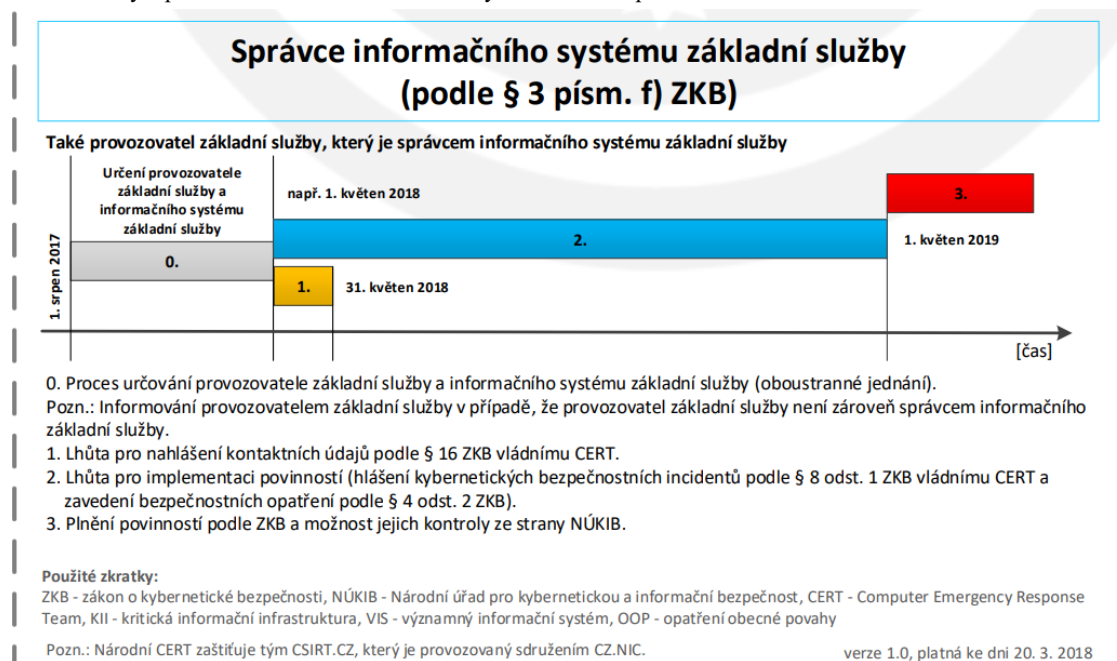 Správce informačního systému základní služby
(podle § 3 písm. f) ZKB)
Také provozovatel základní služby, který je správcem informačního systému základní služby
Určení provozovatele
základní služby a
informačního systému
základní služby
např. 1. květen 2018
3.
2.
1. květen 2019
0.
1. srpen 2017
1.
31. květen 2018
[čas]
0. Proces určování provozovatele základní služby a informačního systému základní služby (oboustranné jednání).
Pozn.: Informování provozovatelem základní služby v případě, že provozovatel základní služby není zároveň správcem informačního
základní služby.
1. Lhůta pro nahlášení kontaktních údajů podle § 16 ZKB vládnímu CERT.
2. Lhůta pro implementaci povinností (hlášení kybernetických bezpečnostních incidentů podle § 8 odst. 1 ZKB vládnímu CERT a
zavedení bezpečnostních opatření podle § 4 odst. 2 ZKB).
3. Plnění povinností podle ZKB a možnost jejich kontroly ze strany NÚKIB.
Použité zkratky:
ZKB - zákon o kybernetické bezpečnosti, NÚKIB - Národní úřad pro kybernetickou a informační bezpečnost, CERT - Computer Emergency Response
Team, KII - kritická informační infrastruktura, VIS - významný informační systém, OOP - opatření obecné povahy
Pozn.: Národní CERT zaštiťuje tým CSIRT.CZ, který je provozovaný sdružením CZ.NIC.
verze 1.0, platná ke dni 20. 3. 2018